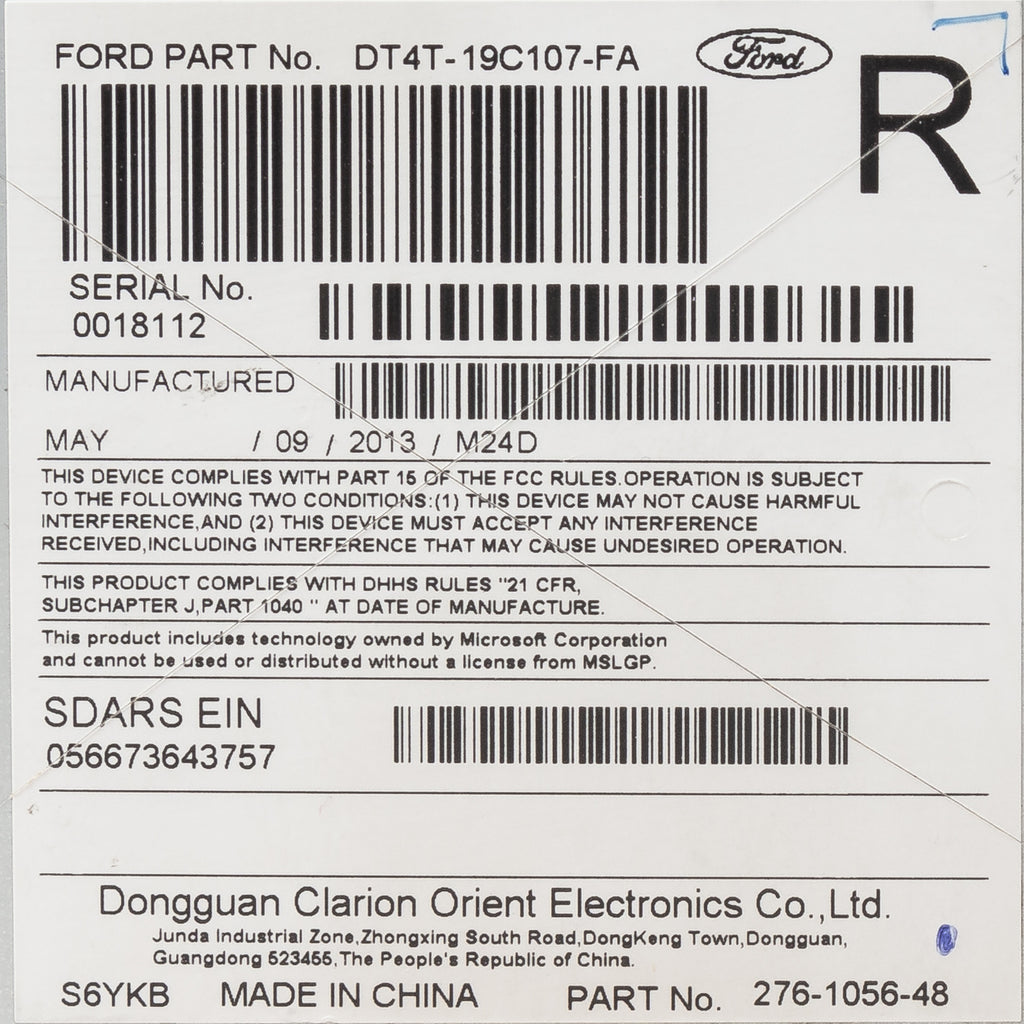 FORD PART No. DT4T-19C107-FA
Ford
R
SERIAL No.
0018112
MANUFACTURED
MAY / 09 / 2013 / M24D
THIS DEVICE COMPLIES WITH PART 15 OF THE FCC RULES.OPERATION IS SUBJECT
TO THE FOLLOWING TWO CONDITIONS:(1) THIS DEVICE MAY NOT CAUSE HARMFUL
INTERFERENCE,AND (2) THIS DEVICE MUST ACCEPT ANY INTERFERENCE
RECEIVED,INCLUDING INTERFERENCE THAT MAY CAUSE UNDESIRED OPERATION.
THIS PRODUCT COMPLIES WITH DHHS RULES "21 CFR,
SUBCHAPTER J,PART 1040 " AT DATE OF MANUFACTURE.
This product includes technology owned by Microsoft Corporation
and cannot be used or distributed without a license from MSLGP.
SDARS EIN
056673643757
Dongguan Clarion Orient Electronics Co.,Ltd.
Junda Industrial Zone,Zhongxing South Road,DongKeng Town,Dongguan,
Guangdong 523455,The People's Republic of China.
S6YKB MADE IN CHINA PART No. 276-1056-48